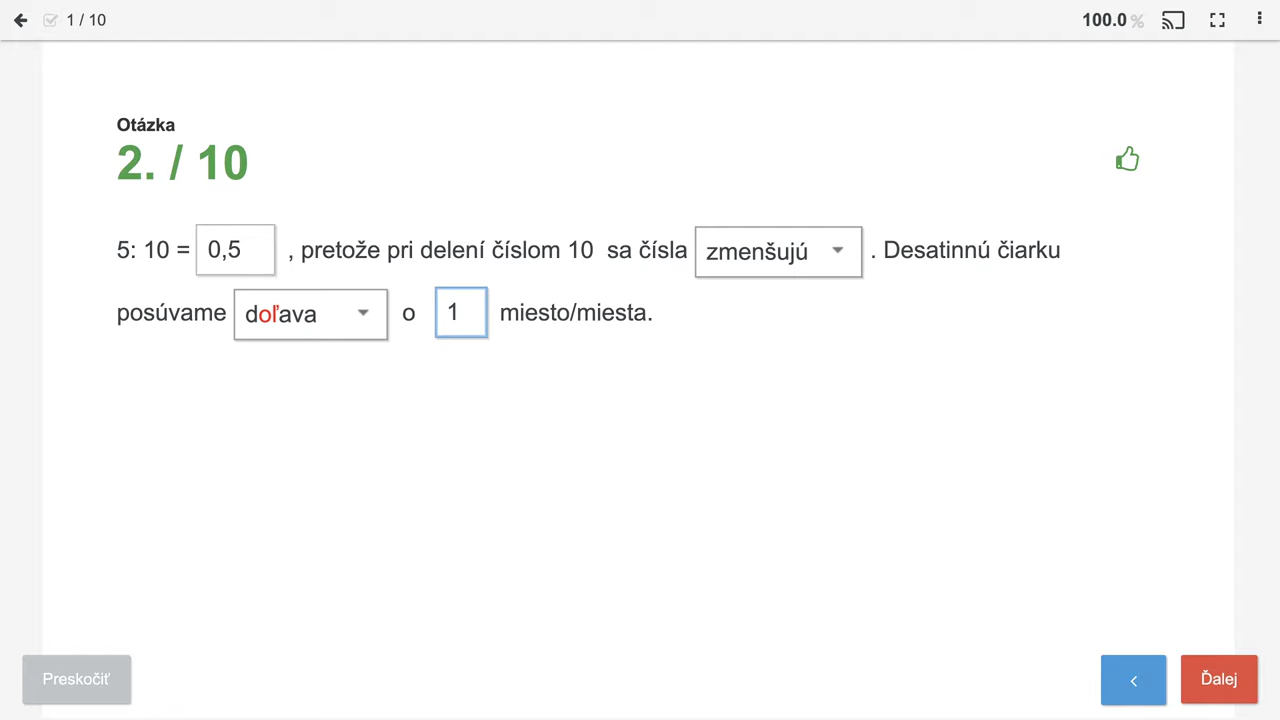 1 / 10
100.0 %
Otázka
2. / 10
5: 10 = 0,5 , pretože pri delení číslom 10 sa čísla zmenšujú . Desatinnú čiarku
posúvame doľava o 1 miesto/miesta.
Preskočiť
< Ďalej